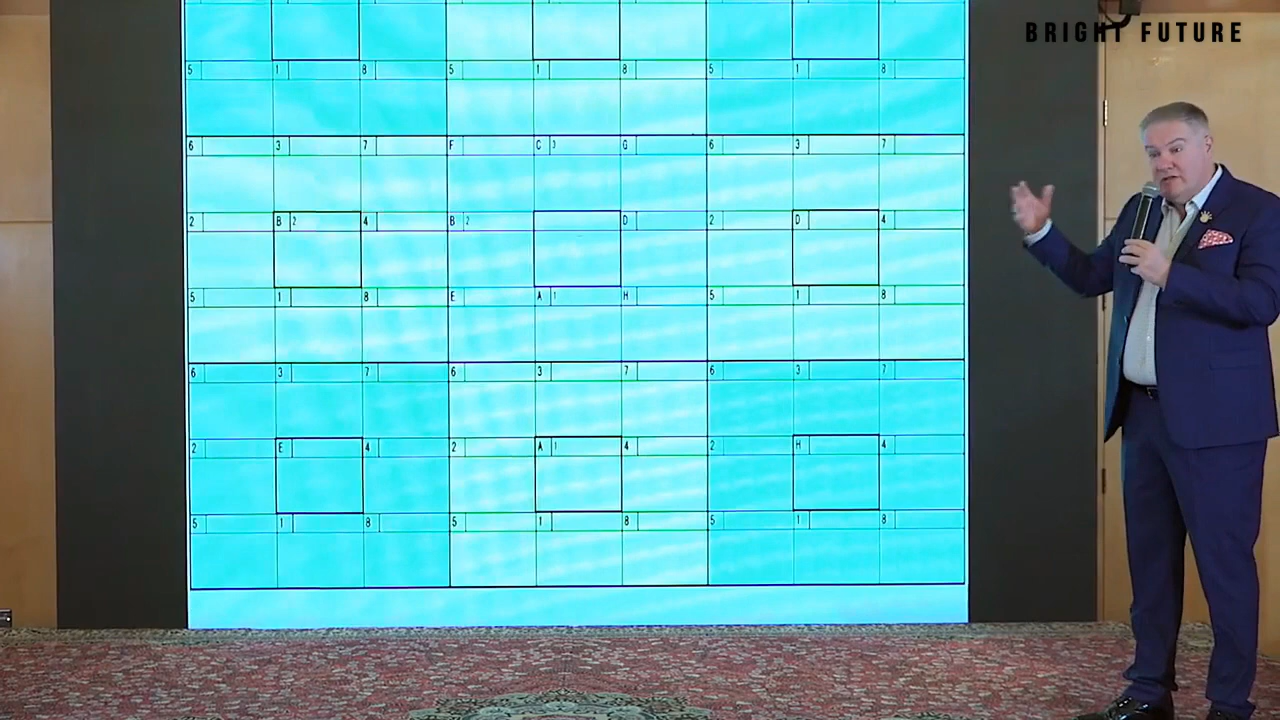 BRIGHT FUTURE
5 1 8 5 1 8 5 1 8
6 3 7 F C 3 G 6 3 7
2 B 2 4 B 2 D 2 D 4
5 1 8 E A 1 H 5 1 8
6 3 7 6 3 7 6 3 7
2 E 4 2 A 1 4 2 H 4
5 1 8 5 1 8 5 1 8